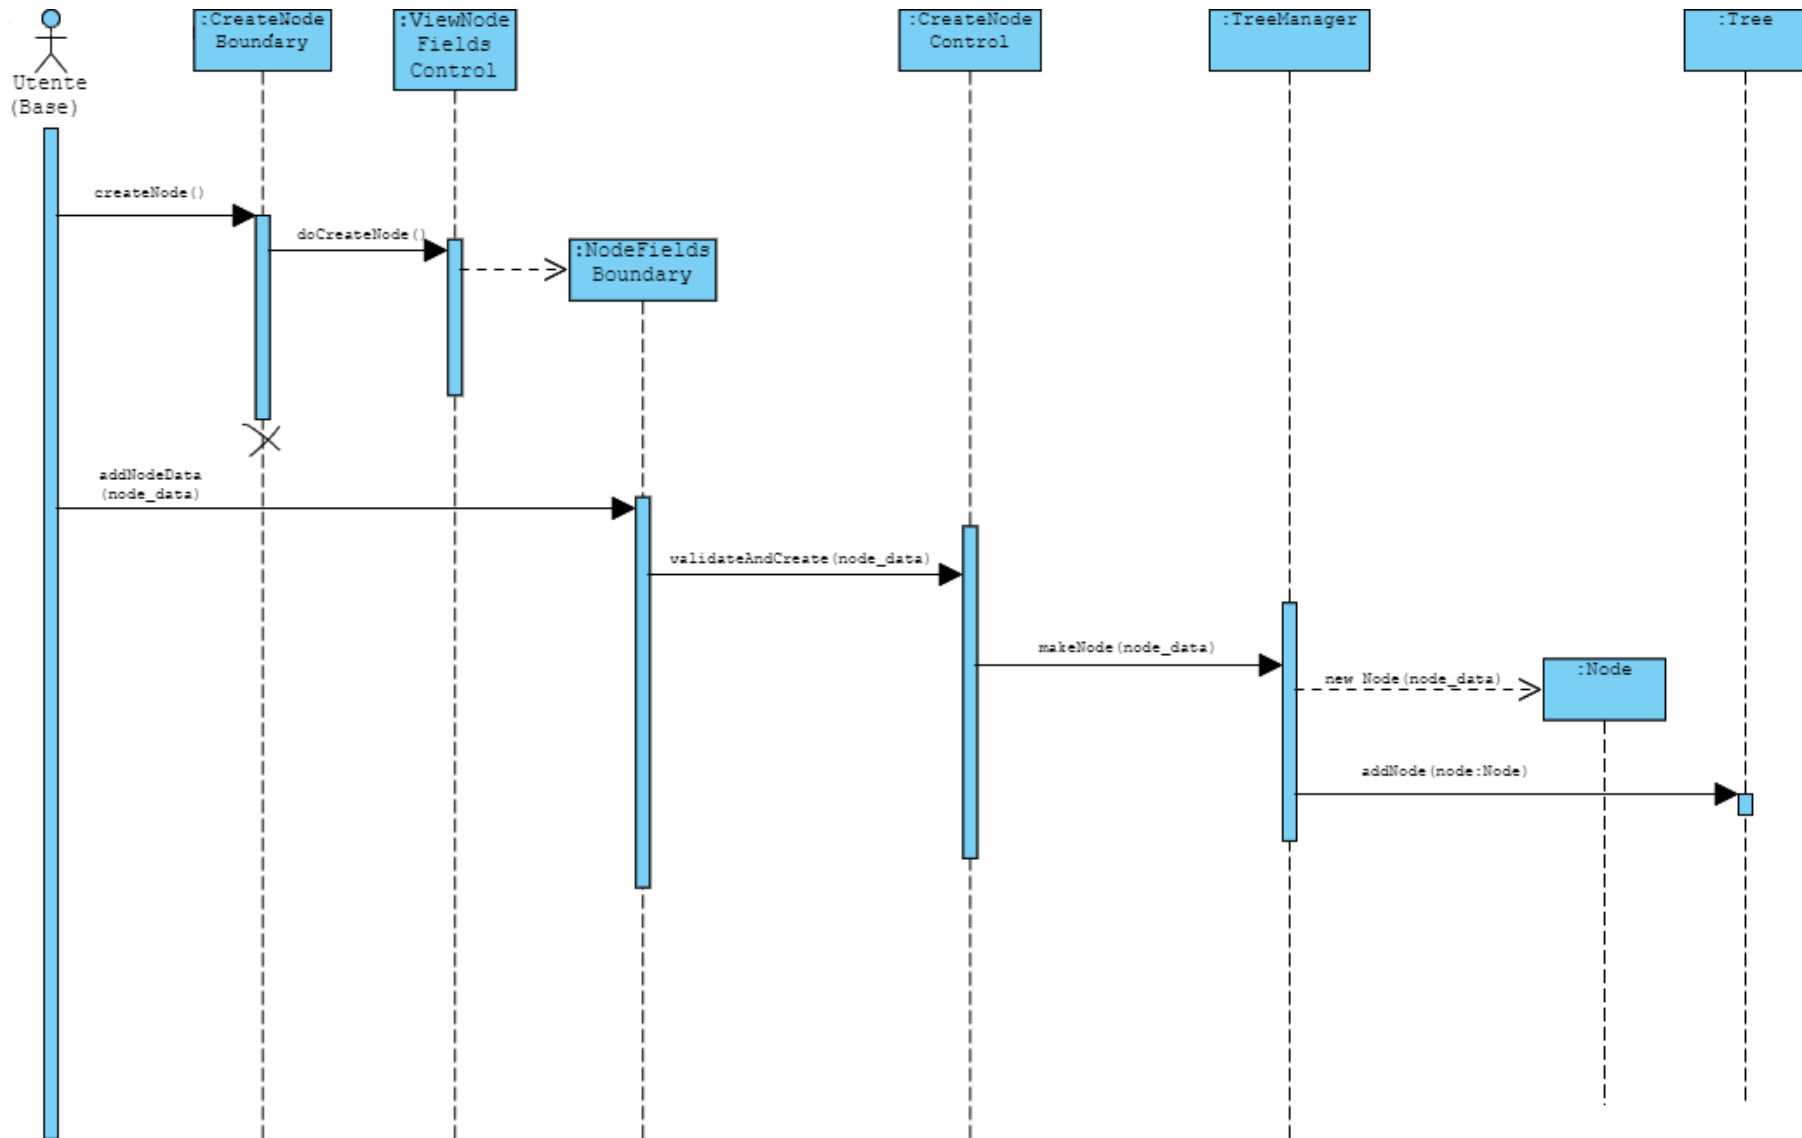 :CreateNode
Boundary
:ViewNode
Fields
Control
:CreateNode
Control
:TreeManager
:Tree
Utente
(Base)
createNode()
doCreateNode()
:NodeFields
Boundary
addNodeData
(node_data)
validateAndCreate(node_data)
makeNode(node_data)
new Node(node_data)
:Node
addNode(node:Node)